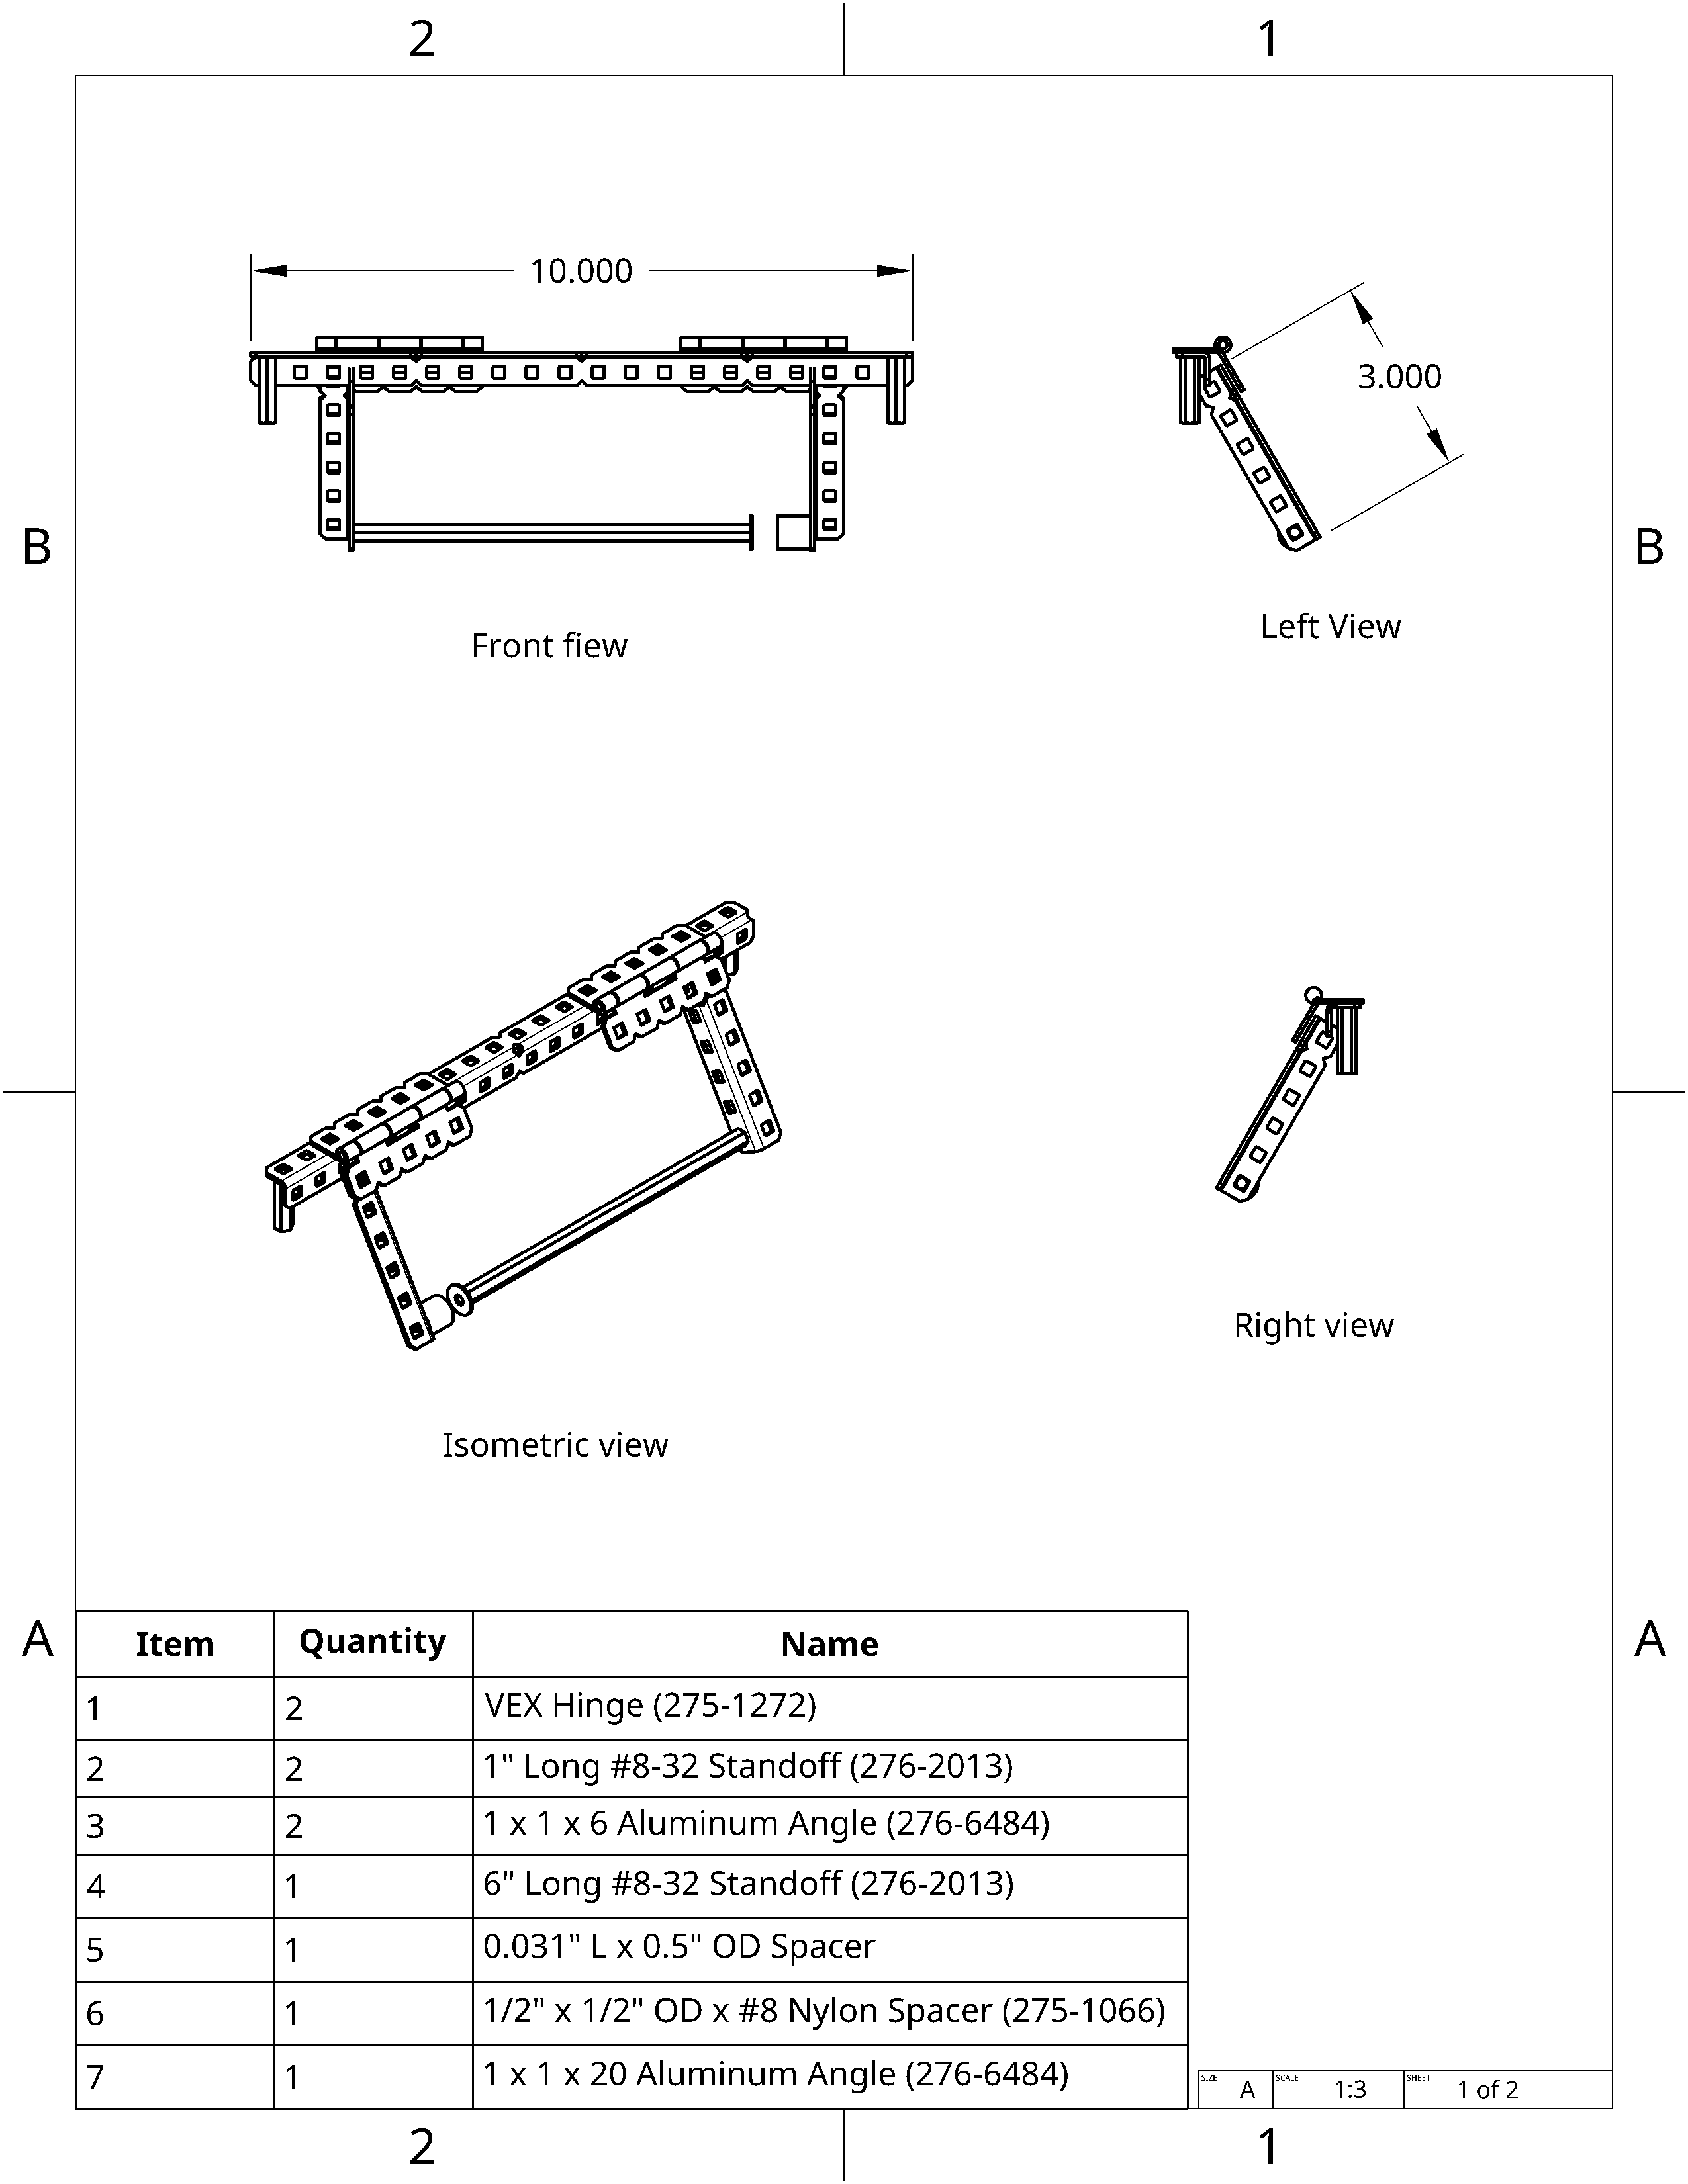 2 1
10.000
3.000
B B
Left View
Front fiew
Right view
Isometric view
A A
Item Quantity Name
1 2 VEX Hinge (275-1272)
2 2 1" Long #8-32 Standoff (276-2013)
3 2 1 x 1 x 6 Aluminum Angle (276-6484)
4 1 6" Long #8-32 Standoff (276-2013)
5 1 0.031" L x 0.5" OD Spacer
6 1 1/2" x 1/2" OD x #8 Nylon Spacer (275-1066)
7 1 1 x 1 x 20 Aluminum Angle (276-6484)
SIZE A SCALE 1:3 SHEET 1 of 2
2 1